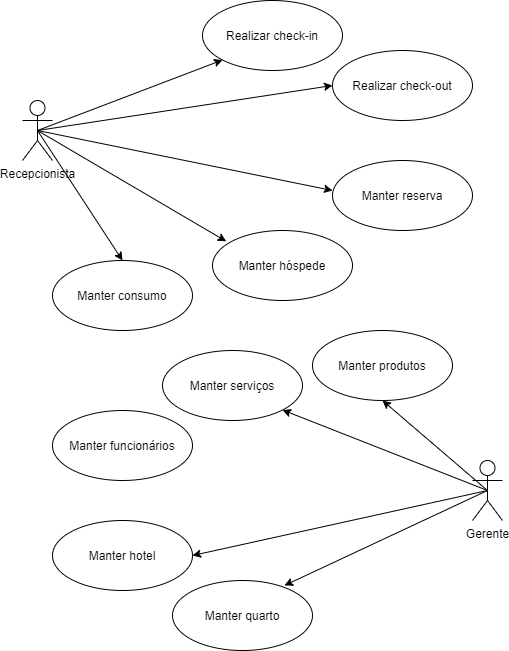 Realizar check-in
Realizar check-out
Recepcionista
Manter reserva
Manter hóspede
Manter consumo
Manter produtos
Manter serviços
Manter funcionários
Gerente
Manter hotel
Manter quarto